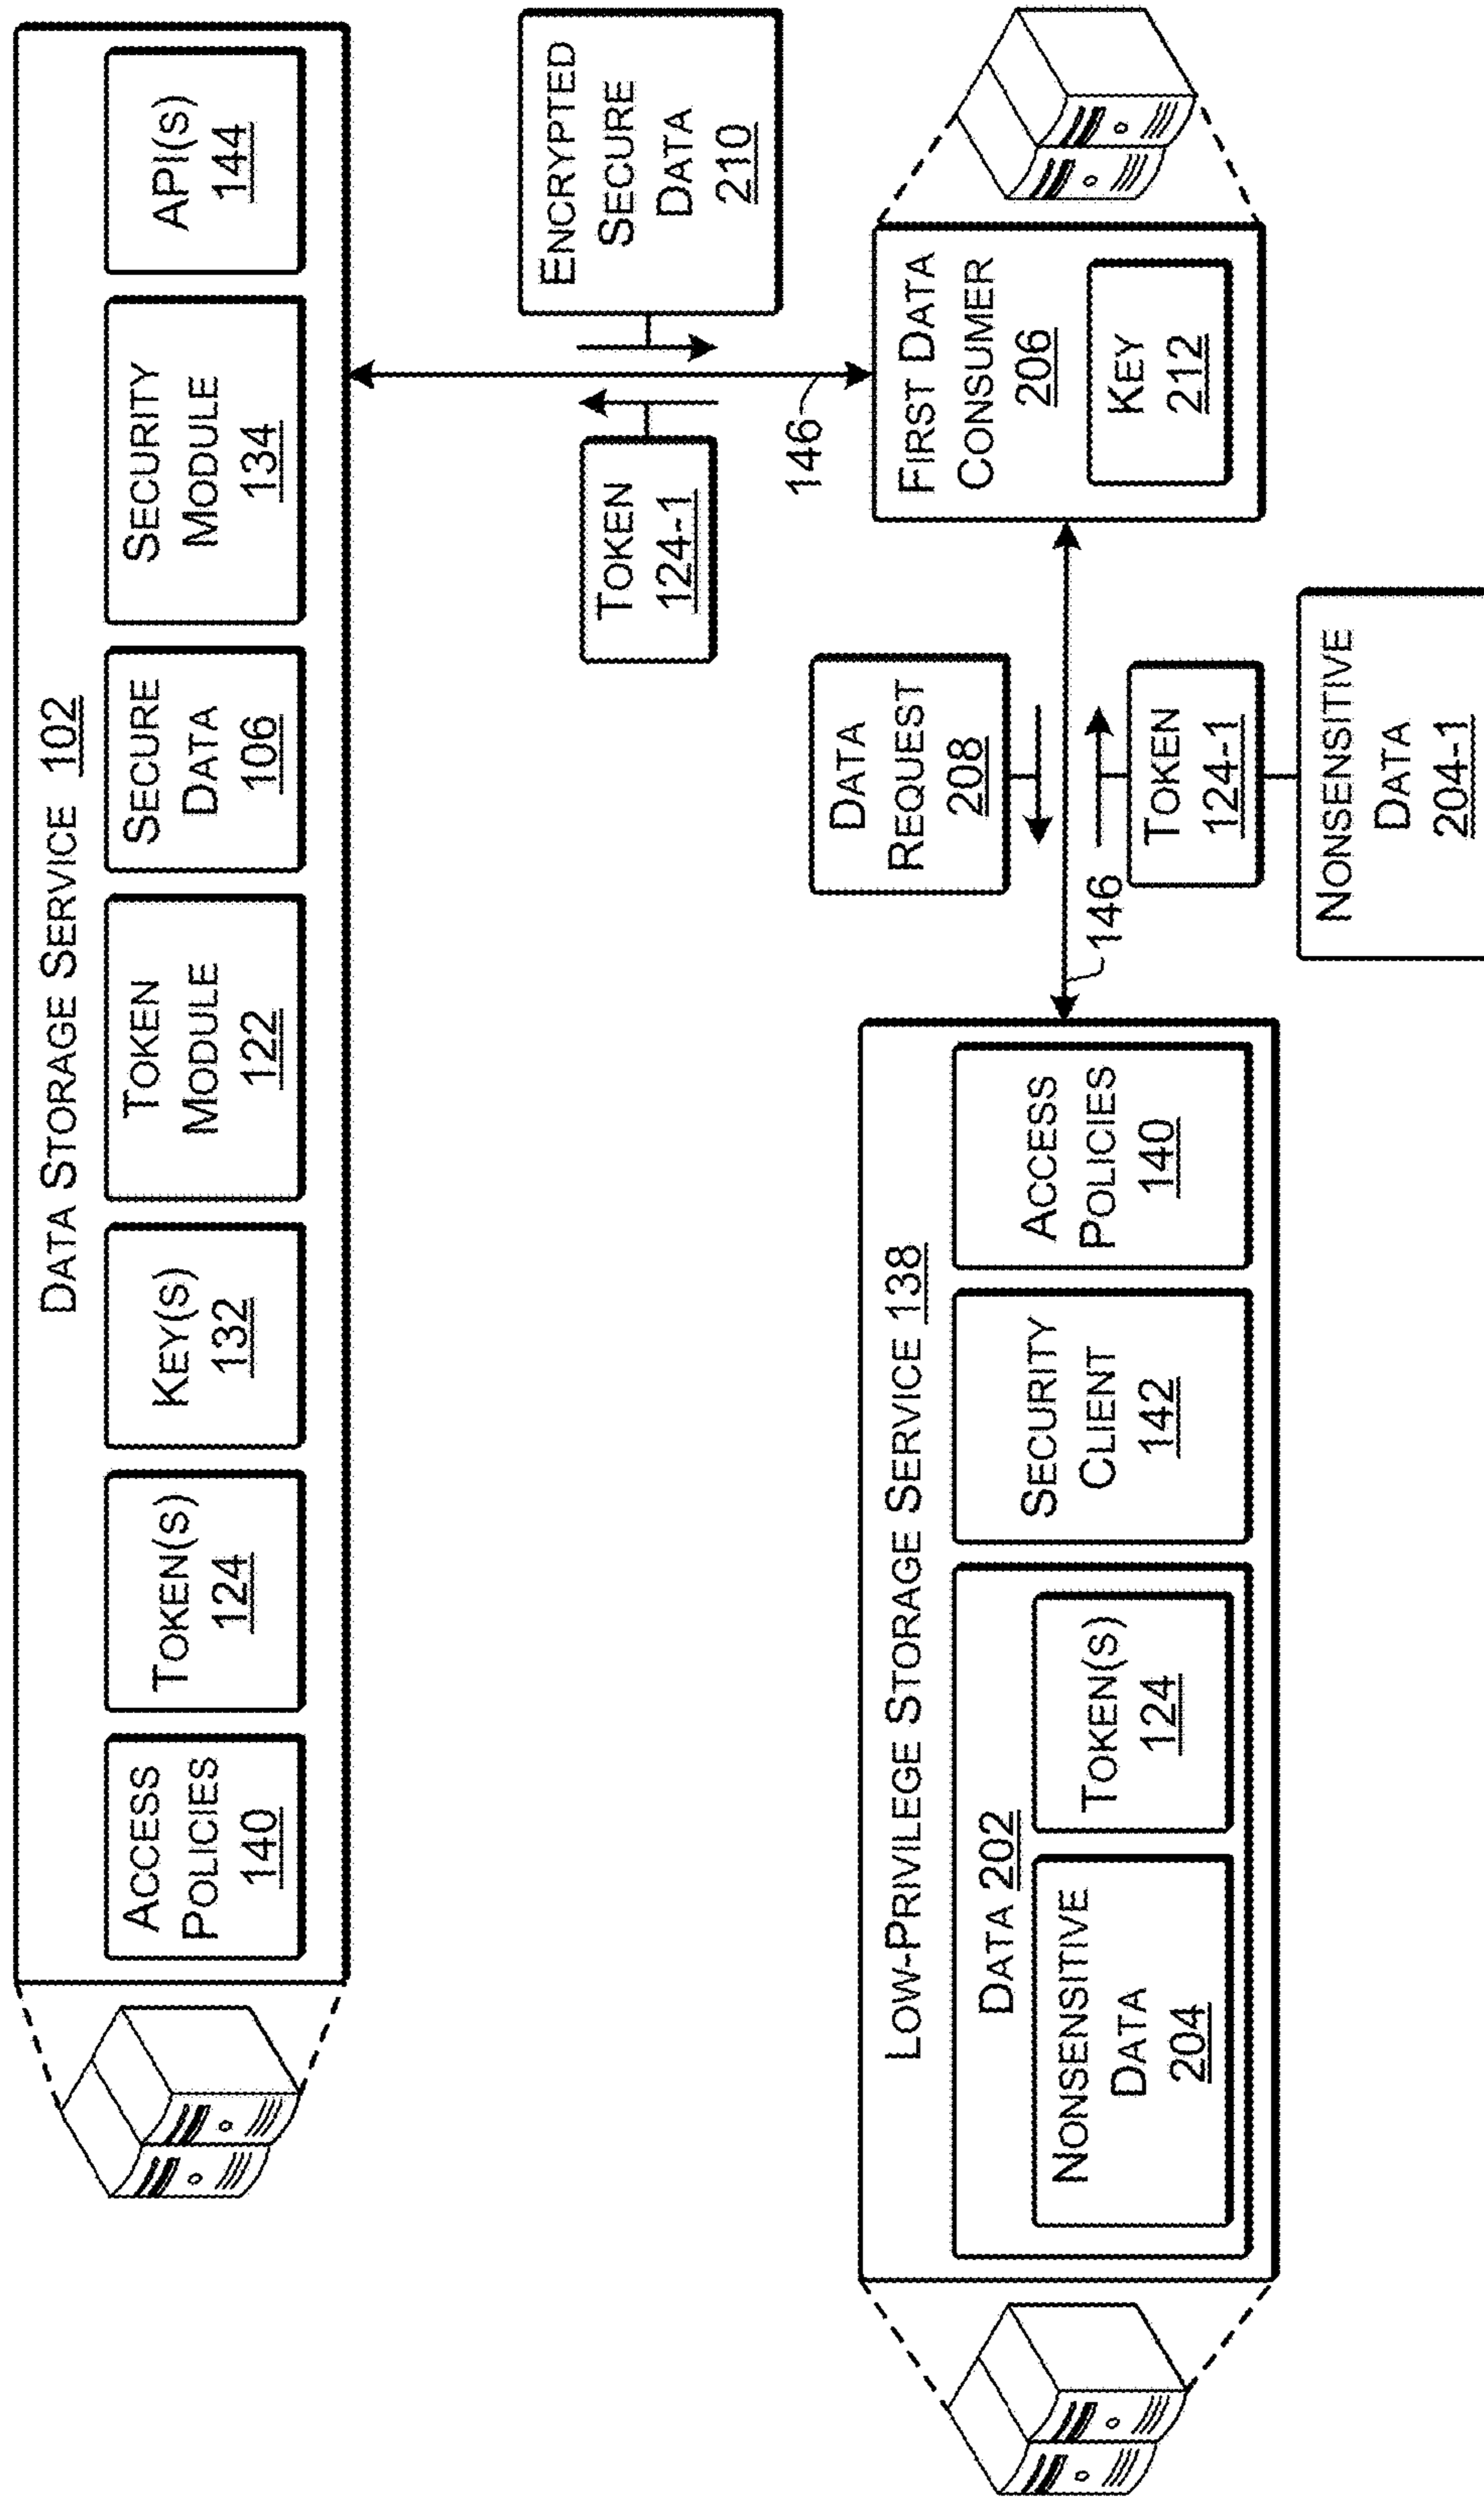 DATA STORAGE SERVICE 102
ACCESS
POLICIES
140
TOKEN(S)
124
KEY(S)
132
TOKEN
MODULE
122
SECURE
DATA
106
SECURITY
MODULE
134
API(S)
144
TOKEN
124-1
ENCRYPTED
SECURE
DATA
210
146
LOW-PRIVILEGE STORAGE SERVICE 138
DATA 202
NONSENSITIVE
DATA
204
TOKEN(S)
124
SECURITY
CLIENT
142
ACCESS
POLICIES
140
DATA
REQUEST
208
146
TOKEN
124-1
NONSENSITIVE
DATA
204-1
FIRST DATA
CONSUMER
206
KEY
212